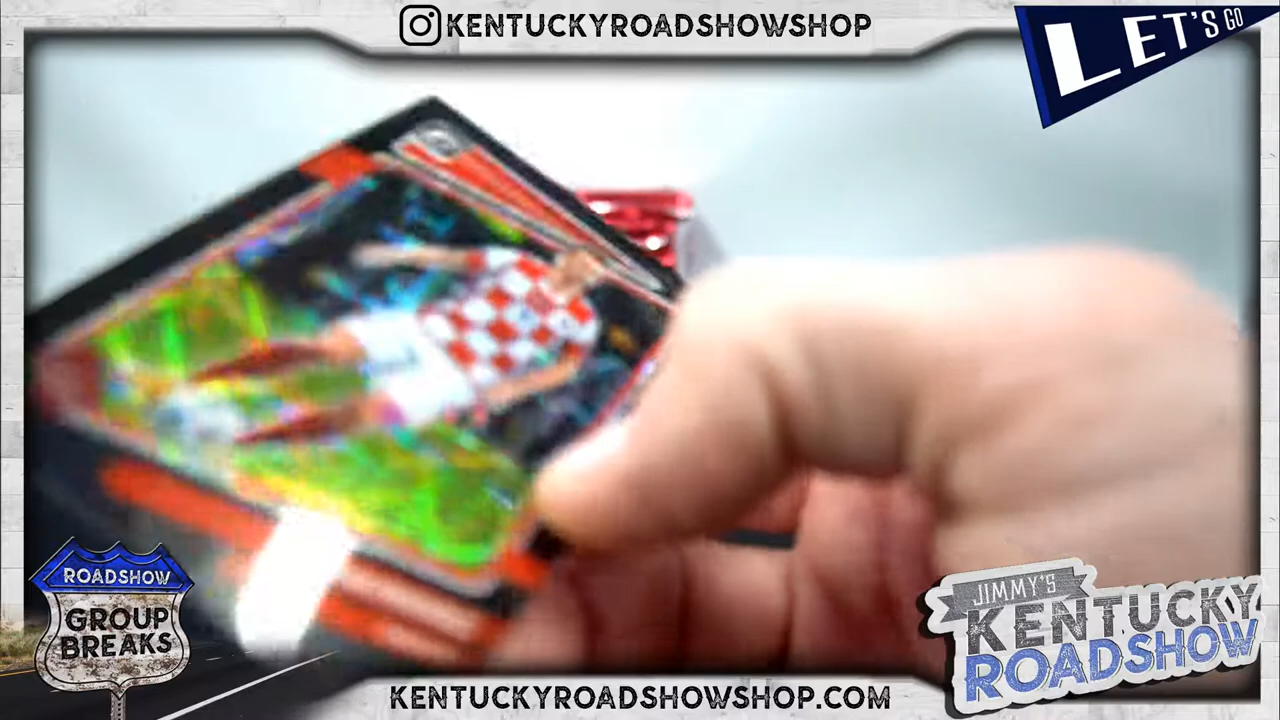 KENTUCKYROADSHOWSHOP
LET'S GO
ROADSHOW
GROUP
BREAKS
JIMMY'S
KENTUCKY
ROADSHOW
KENTUCKYROADSHOWSHOP.COM